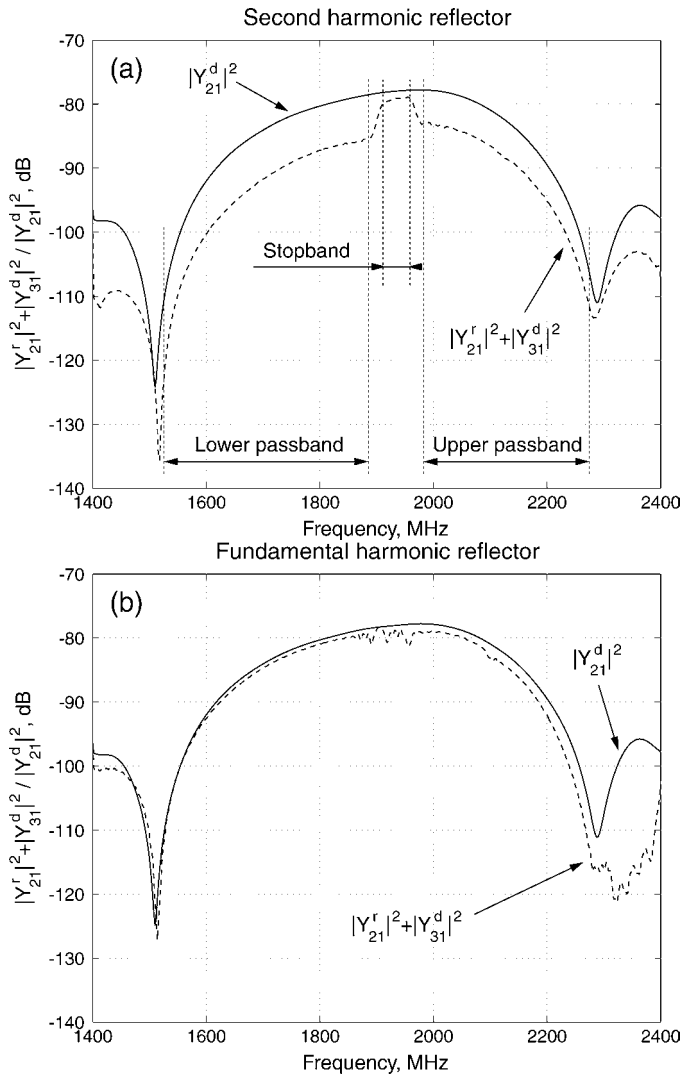 Second harmonic reflector
-70
(a)
|Y₂₁ᵈ|²
-80
-90
-100
Stopband
-110
|Y₂₁ʳ|²+|Y₃₁ᵈ|²
-120
-130
Lower passband
Upper passband
-140
1400 1600 1800 2000 2200 2400
Frequency, MHz
|Y₂₁ʳ|²+|Y₃₁ᵈ|² / |Y₂₁ᵈ|², dB
Fundamental harmonic reflector
-70
(b)
-80
|Y₂₁ᵈ|²
-90
-100
-110
-120
|Y₂₁ʳ|²+|Y₃₁ᵈ|²
-130
-140
1400 1600 1800 2000 2200 2400
Frequency, MHz
|Y₂₁ʳ|²+|Y₃₁ᵈ|² / |Y₂₁ᵈ|², dB